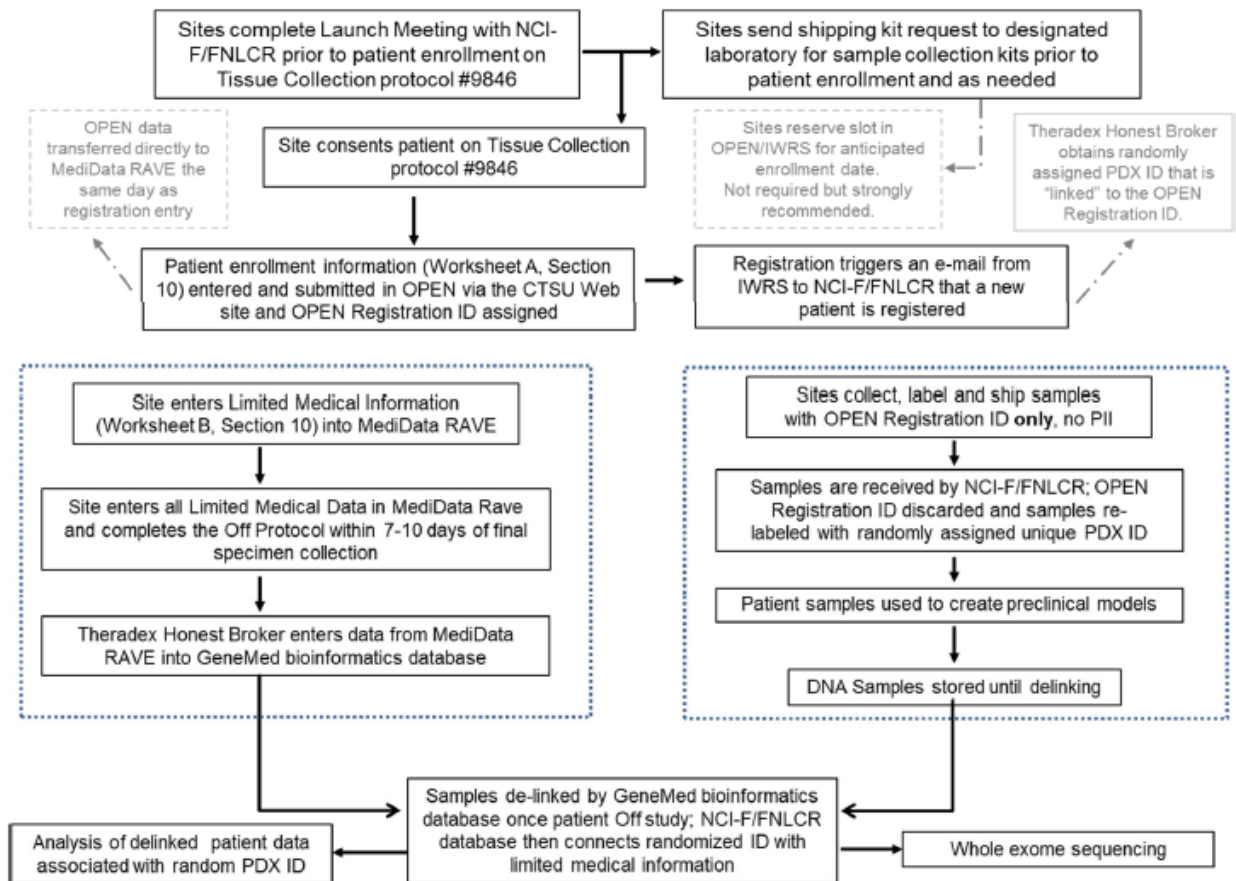 Sites complete Launch Meeting with NCI-
F/FNLCR prior to patient enrollment on
Tissue Collection protocol #9846
Sites send shipping kit request to designated
laboratory for sample collection kits prior to
patient enrollment and as needed
OPEN data
transferred directly to
MediData RAVE the
same day as
registration entry
Site consents patient on Tissue Collection
protocol #9846
Sites reserve slot in
OPEN/IWRS for anticipated
enrollment date.
Not required but strongly
recommended.
Theradex Honest Broker
obtains randomly
assigned PDX ID that is
“linked” to the OPEN
Registration ID.
Patient enrollment information (Worksheet A, Section
10) entered and submitted in OPEN via the CTSU Web
site and OPEN Registration ID assigned
Registration triggers an e-mail from
IWRS to NCI-F/FNLCR that a new
patient is registered
Site enters Limited Medical Information
(Worksheet B, Section 10) into MediData RAVE
Site enters all Limited Medical Data in MediData Rave
and completes the Off Protocol within 7-10 days of final
specimen collection
Theradex Honest Broker enters data from MediData
RAVE into GeneMed bioinformatics database
Sites collect, label and ship samples
with OPEN Registration ID only, no PII
Samples are received by NCI-F/FNLCR; OPEN
Registration ID discarded and samples re-
labeled with randomly assigned unique PDX ID
Patient samples used to create preclinical models
DNA Samples stored until delinking
Samples de-linked by GeneMed bioinformatics
database once patient Off study; NCI-F/FNLCR
database then connects randomized ID with
limited medical information
Analysis of delinked patient data
associated with random PDX ID
Whole exome sequencing